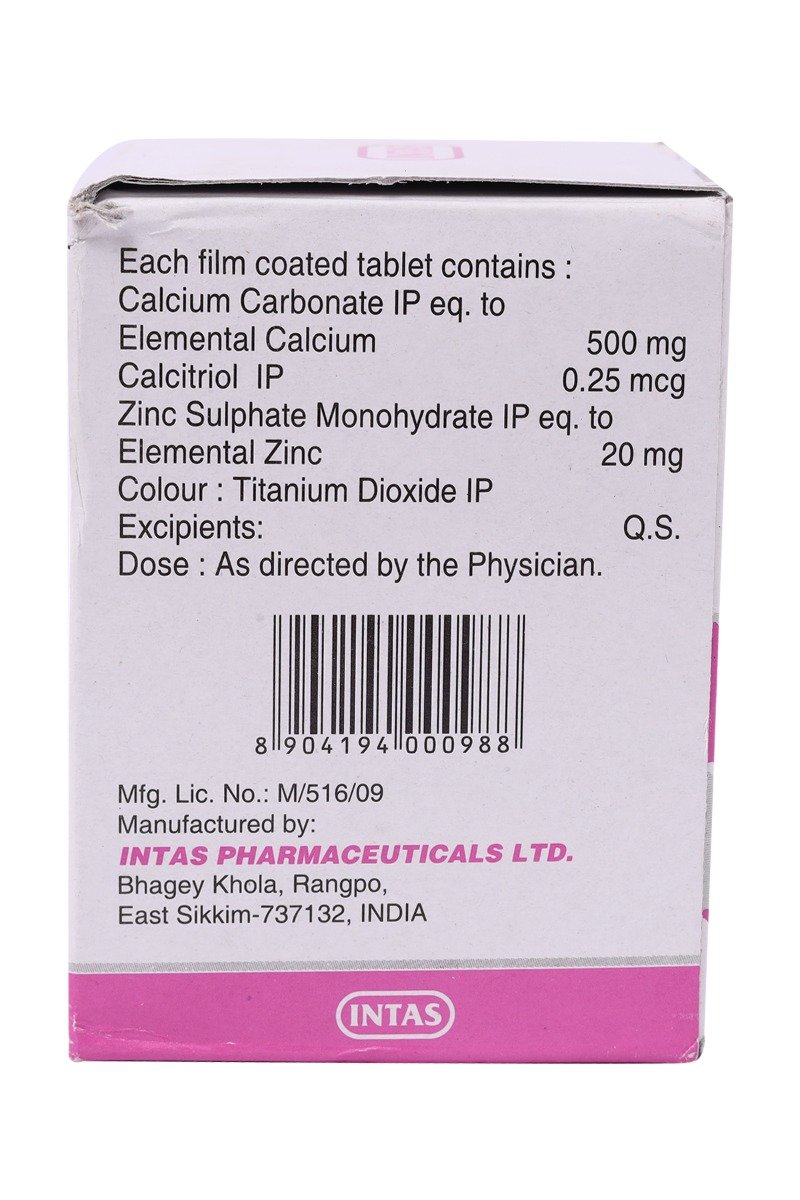 INTAS
Each film coated tablet contains :
Calcium Carbonate IP eq. to
Elemental Calcium 500 mg
Calcitriol IP 0.25 mcg
Zinc Sulphate Monohydrate IP eq. to
Elemental Zinc 20 mg
Colour : Titanium Dioxide IP
Excipients: Q.S.
Dose : As directed by the Physician.
8 904194 000988
Mfg. Lic. No.: M/516/09
Manufactured by:
INTAS PHARMACEUTICALS LTD.
Bhagey Khola, Rangpo,
East Sikkim-737132, INDIA
INTAS